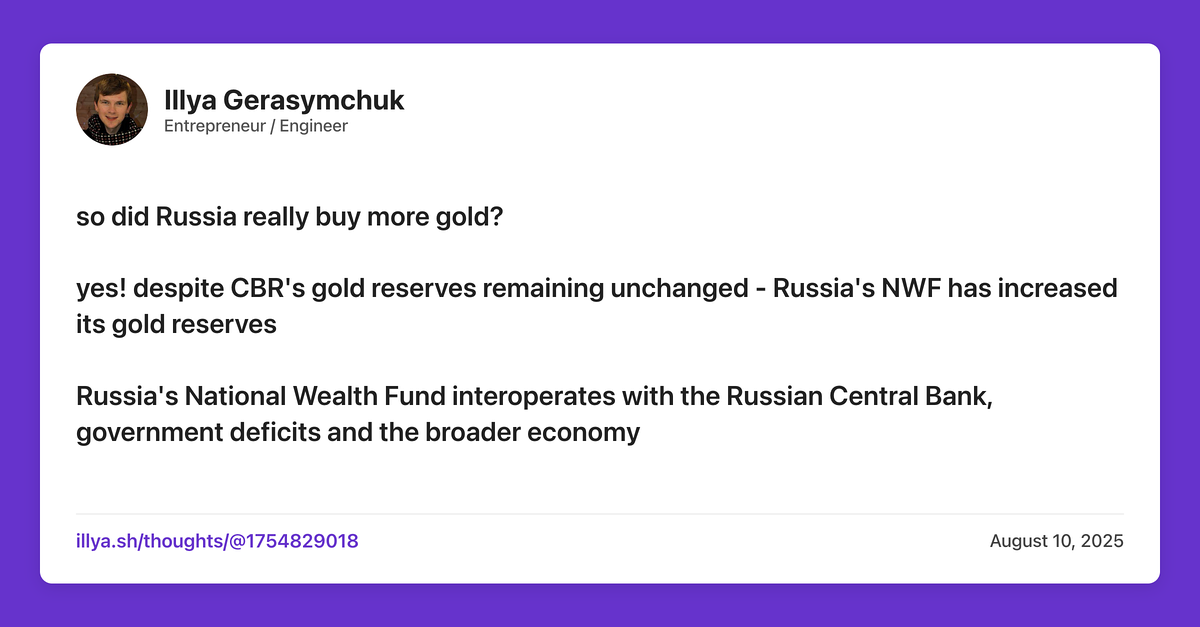 Illya Gerasymchuk
Entrepreneur / Engineer
so did Russia really buy more gold?
yes! despite CBR's gold reserves remaining unchanged - Russia's NWF has increased
its gold reserves
Russia's National Wealth Fund interoperates with the Russian Central Bank,
government deficits and the broader economy
illya.sh/thoughts/@1754829018
August 10, 2025